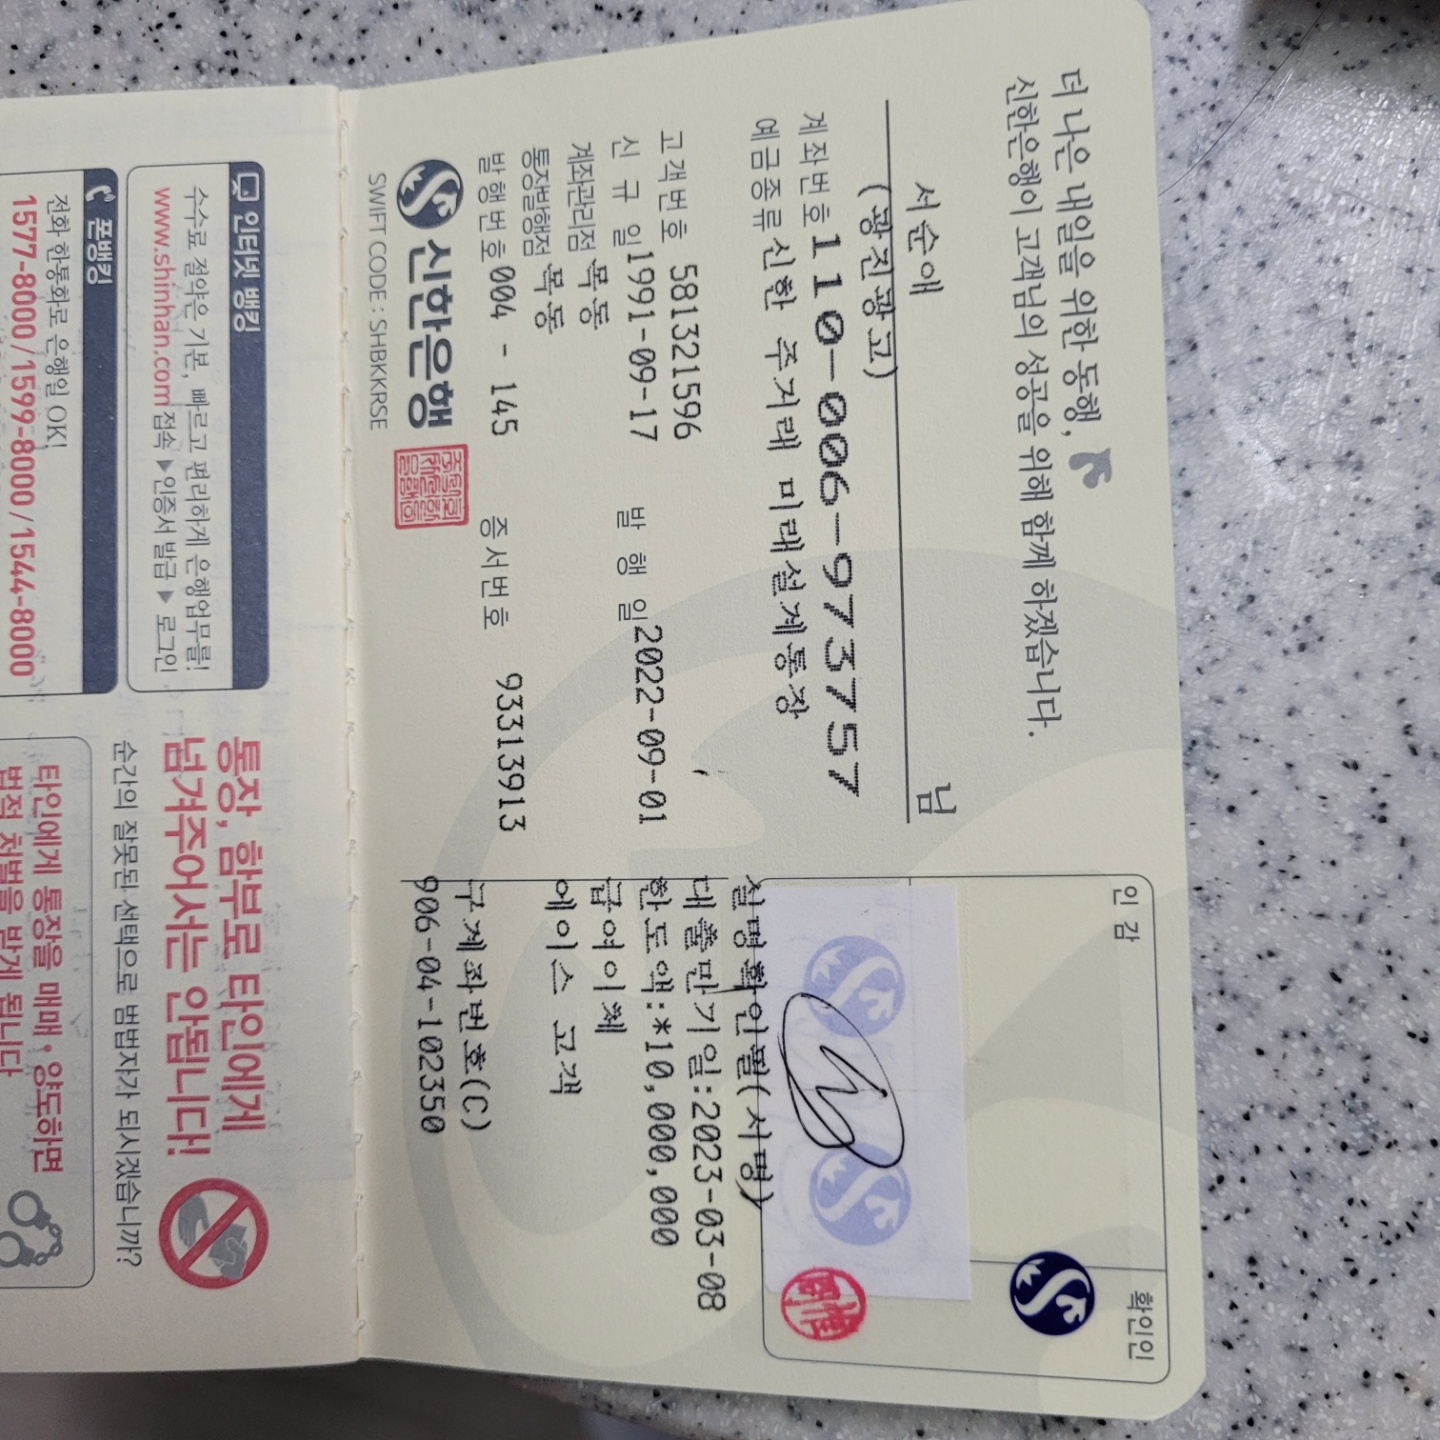 더 나은 내일을 위한 동행,
신한은행이 고객님의 성공을 위해 함께 하겠습니다.
서순애 님
(광진광고)
계좌번호 110-006-973757
예금종류 신한 주거래 미래설계통장
고객번호 581321596
신규일 1991-09-17 발행일 2022-09-01
계좌관리점 목동
통장발행점 목동
발행번호 004 - 145 증서번호 93313913
신한은행
SWIFT CODE : SHBKKRSE
인감
확인인
실명확인필(서명)
대출만기일:2023-03-08
한도액:*10,000,000
급여이체
에이스 고객
구계좌번호(C)
906-04-102350
인터넷 뱅킹
수수료 절약은 기본, 빠르고 편리하게 은행업무를!
www.shinhan.com 접속 ▶ 인증서 발급 ▶ 로그인
폰뱅킹
전화 한통화로 은행일 OK!
1577-8000 / 1599-8000 / 1544-8000
통장, 함부로 타인에게
넘겨주어서는 안됩니다!
순간의 잘못된 선택으로 범법자가 되시겠습니까?
타인에게 통장을 매매·양도하면
법적 처벌을 받게 됩니다